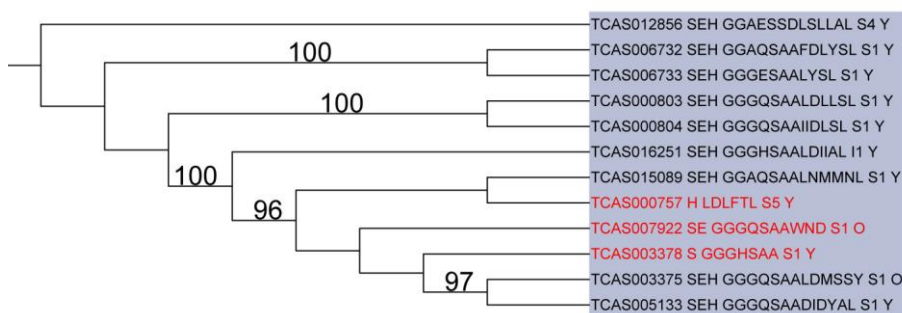 TCAS012856 SEH GGAESSDLSLLAL S4 Y
100
TCAS006732 SEH GGAQSAAFDLYSL S1 Y
TCAS006733 SEH GGGESAALYSL S1 Y
100
TCAS000803 SEH GGGQSAALDLLSL S1 Y
TCAS000804 SEH GGGQSAAIIDLSL S1 Y
TCAS016251 SEH GGGHSAALDIIAL I1 Y
100
TCAS015089 SEH GGAQSAALNMMNL S1 Y
TCAS000757 H LDLFTL S5 Y
96
TCAS007922 SE GGGQSAAWND S1 O
TCAS003378 S GGGHSAA S1 Y
97
TCAS003375 SEH GGGQSAALDMSSY S1 O
TCAS005133 SEH GGGQSAADIDYAL S1 Y